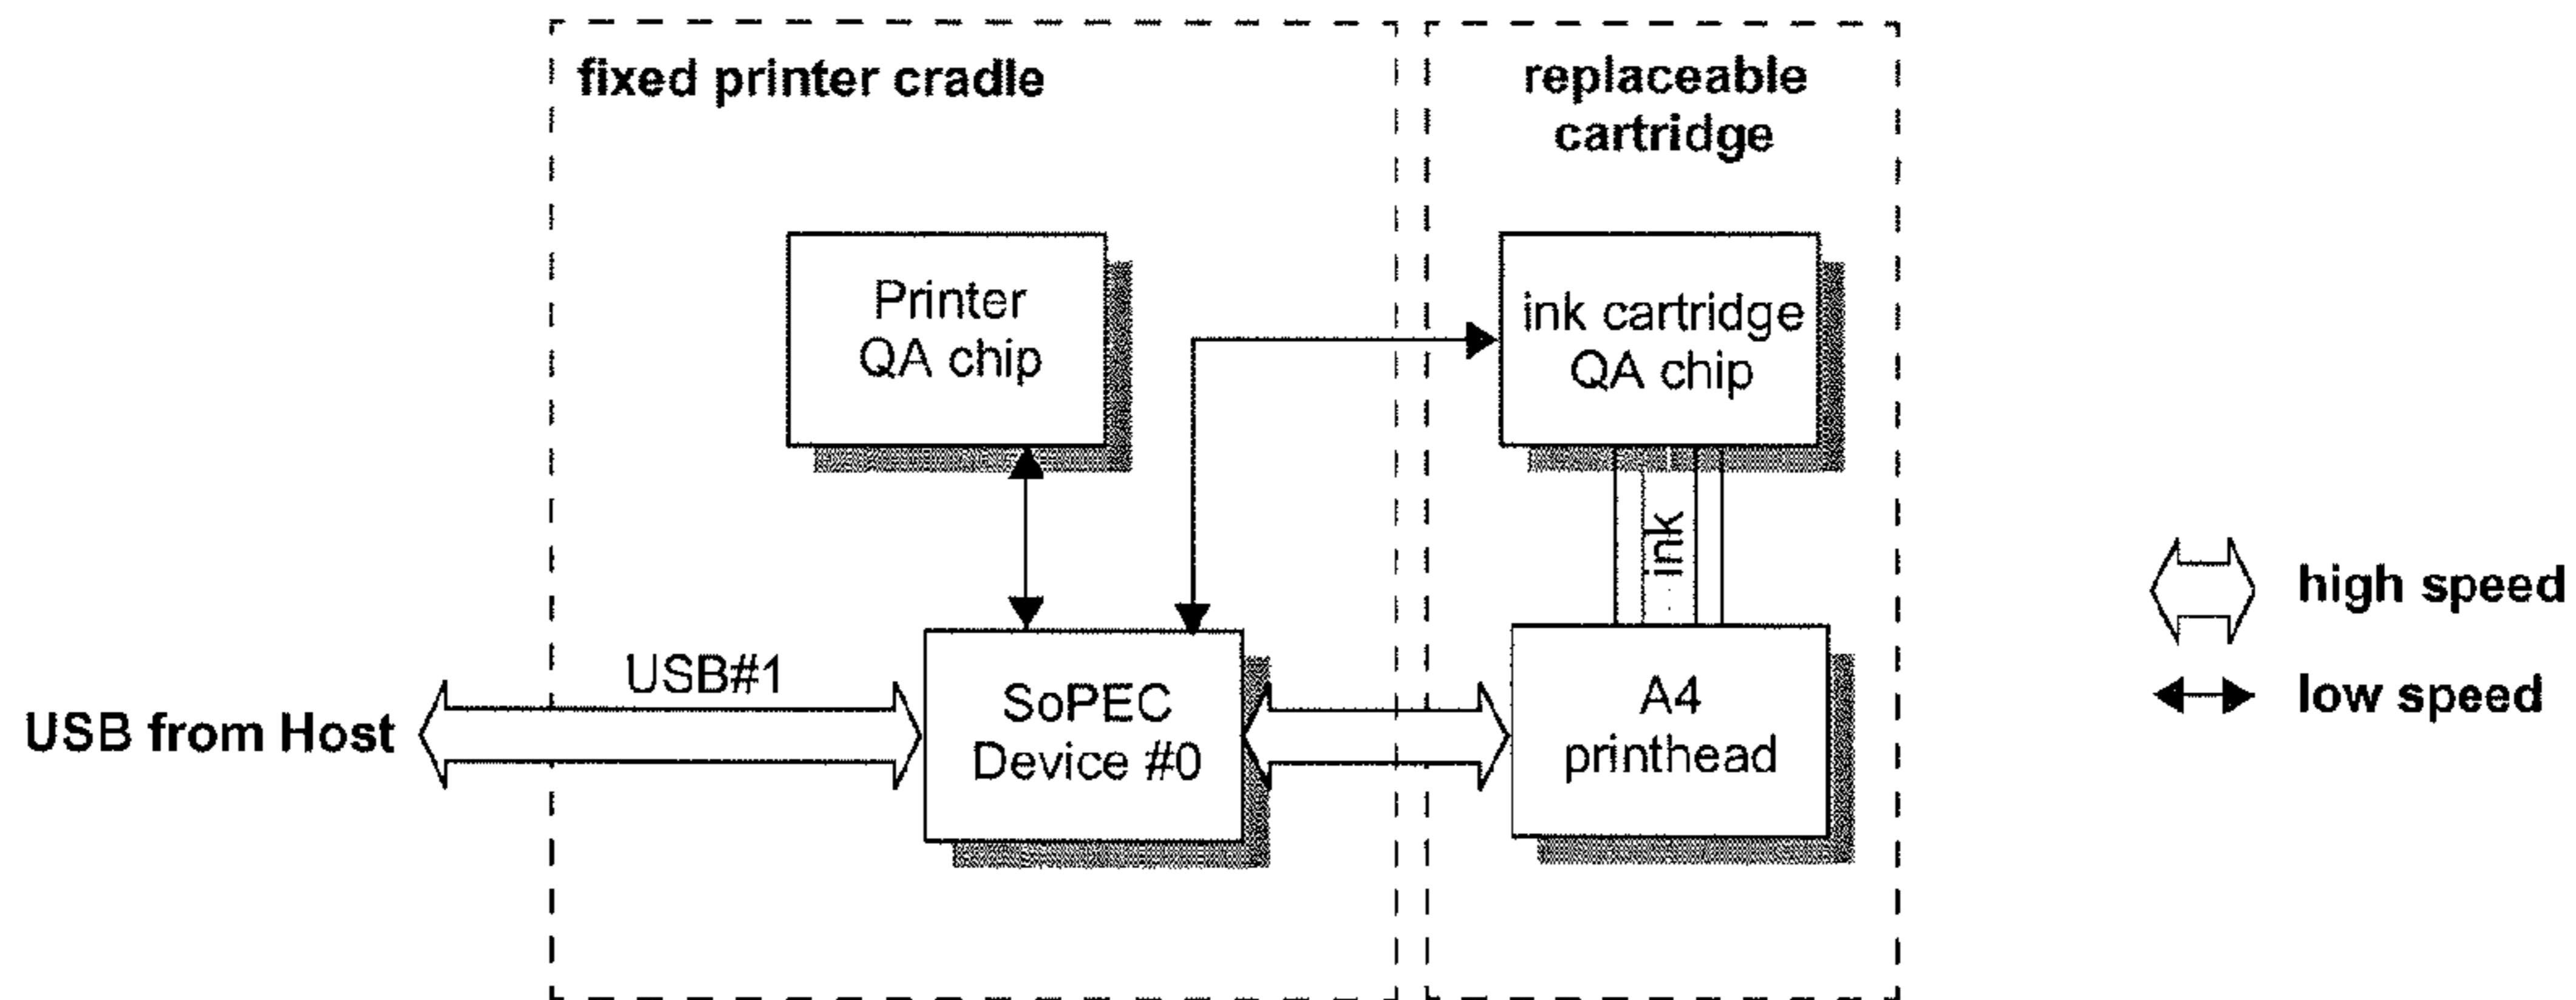 fixed printer cradle
replaceable
cartridge
Printer
QA chip
ink cartridge
QA chip
ink
high speed
low speed
USB#1
USB from Host
SoPEC
Device #0
A4
printhead